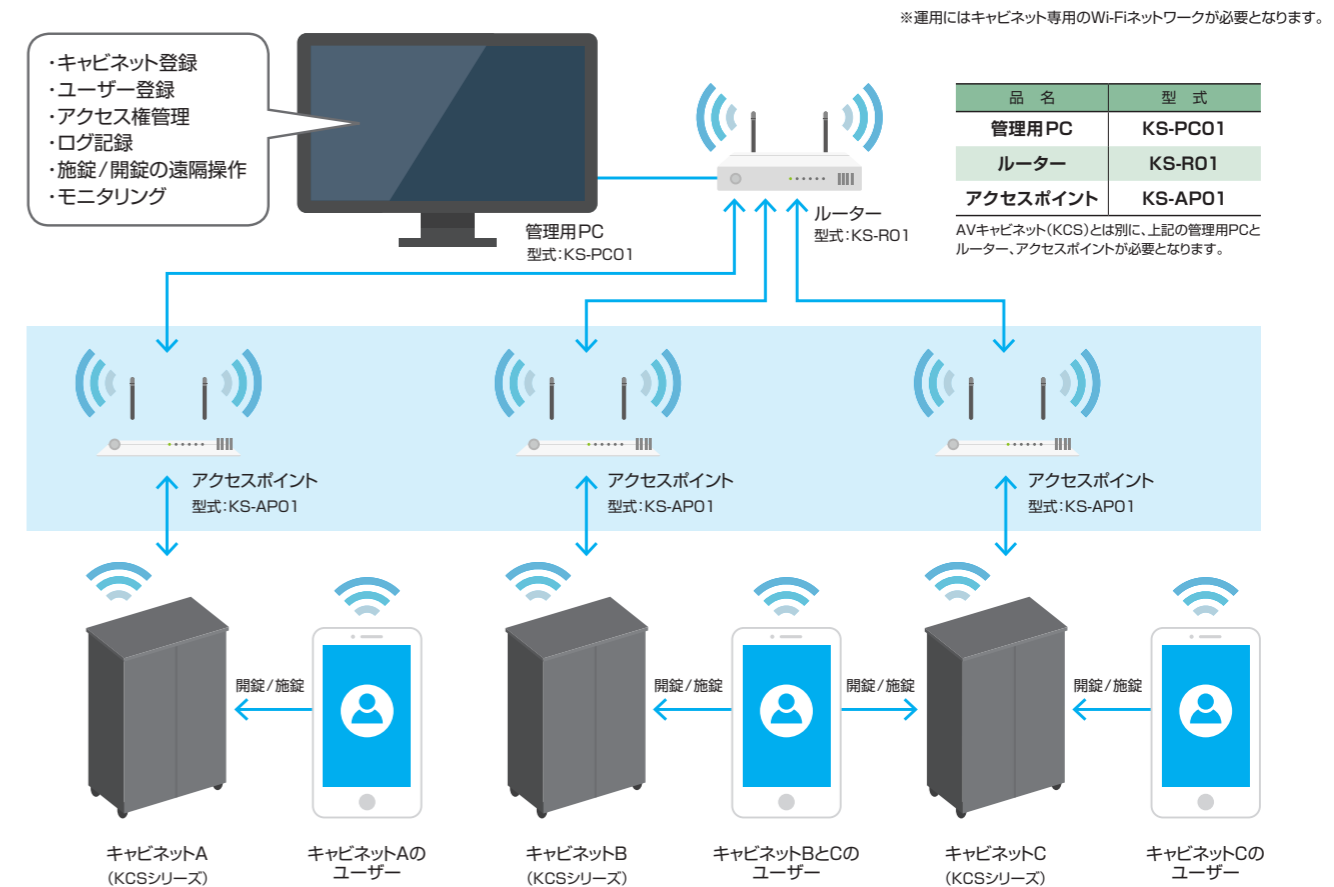 ※運用にはキャビネット専用のWi-Fiネットワークが必要となります。
・キャビネット登録
・ユーザー登録
・アクセス権管理
・ログ記録
・施錠/開錠の遠隔操作
・モニタリング
管理用PC
型式:KS-PC01
ルーター
型式:KS-R01
品 名 型 式
管理用PC KS-PC01
ルーター KS-R01
アクセスポイント KS-AP01
AVキャビネット(KCS)とは別に、上記の管理用PCと
ルーター、アクセスポイントが必要となります。
アクセスポイント
型式:KS-AP01
アクセスポイント
型式:KS-AP01
アクセスポイント
型式:KS-AP01
開錠/施錠
開錠/施錠
開錠/施錠
開錠/施錠
キャビネットA
(KCSシリーズ)
キャビネットAの
ユーザー
キャビネットB
(KCSシリーズ)
キャビネットBとCの
ユーザー
キャビネットC
(KCSシリーズ)
キャビネットCの
ユーザー